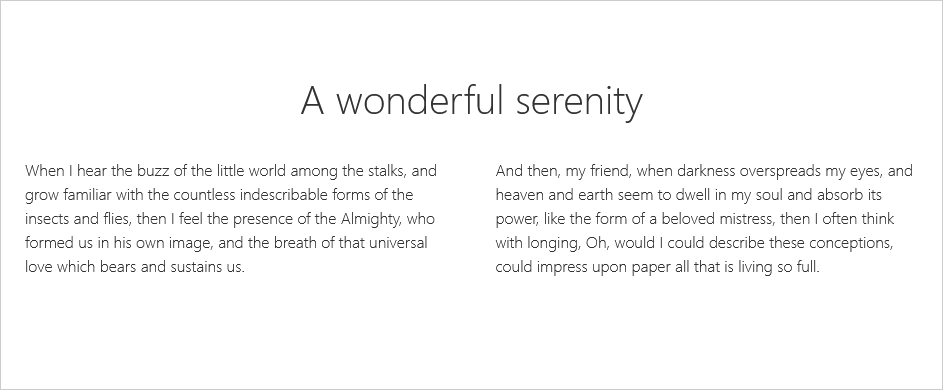 A wonderful serenity
When I hear the buzz of the little world among the stalks, and
grow familiar with the countless indescribable forms of the
insects and flies, then I feel the presence of the Almighty, who
formed us in his own image, and the breath of that universal
love which bears and sustains us.
And then, my friend, when darkness overspreads my eyes, and
heaven and earth seem to dwell in my soul and absorb its
power, like the form of a beloved mistress, then I often think
with longing, Oh, would I could describe these conceptions,
could impress upon paper all that is living so full.